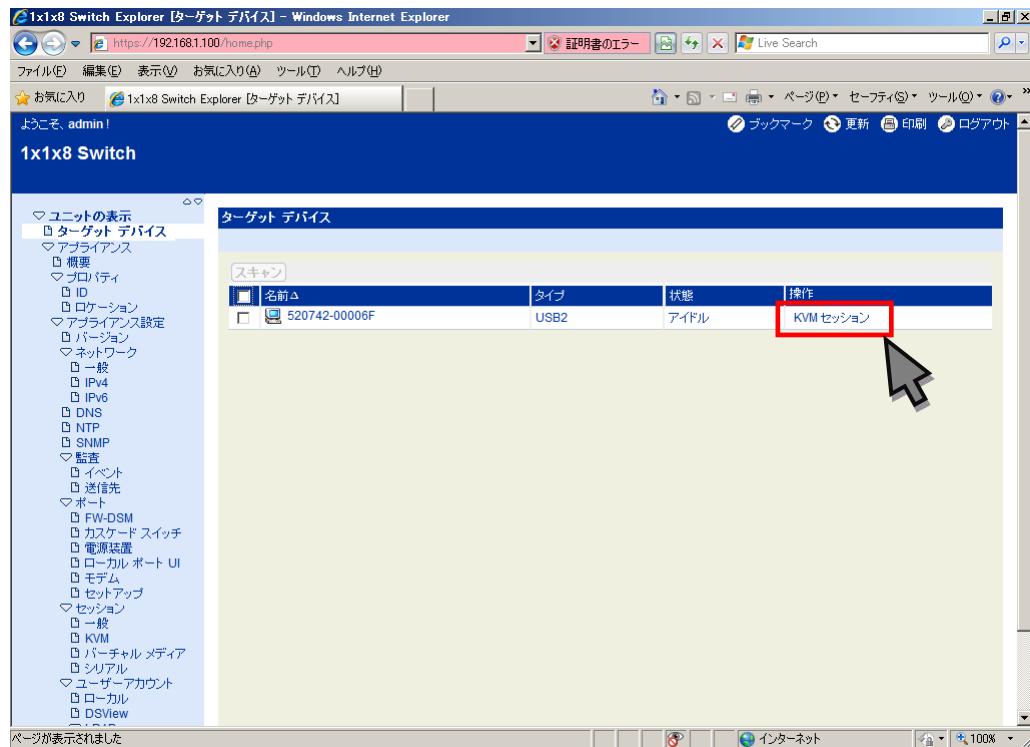 1x1x8 Switch Explorer [ターゲット デバイス] - Windows Internet Explorer
https://192.168.1.100/home.php 証明書のエラー Live Search
ファイル(F) 編集(E) 表示(V) お気に入り(A) ツール(T) ヘルプ(H)
お気に入り 1x1x8 Switch Explorer [ターゲット デバイス] ページ(P) セーフティ(S) ツール(O) »
ようこそ、admin! ブックマーク 更新 印刷 ログアウト
1x1x8 Switch
ユニットの表示
ターゲット デバイス
アプライアンス
概要
プロパティ
ID
ロケーション
アプライアンス設定
バージョン
ネットワーク
一般
IPv4
IPv6
DNS
NTP
SNMP
監査
イベント
送信先
ポート
FW-DSM
カスケード スイッチ
電源装置
ローカル ポート UI
モデム
セットアップ
セッション
一般
KVM
バーチャル メディア
シリアル
ユーザーアカウント
ローカル
DSView
ターゲット デバイス
スキャン
名前 タイプ 状態 操作
520742-00006F USB2 アイドル KVM セッション
ページが表示されました インターネット 100%